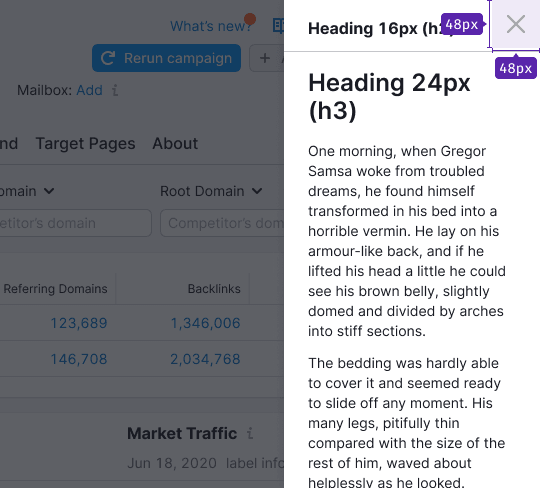 What's new?
Rerun campaign
+ A
Mailbox: Add i
nd Target Pages About
omain Root Domain
etitor's domain Competitor's domain
Referring Domains Backlinks
123,689 1,346,006
146,708 2,034,768
Market Traffic i
Jun 18, 2020 label info
Heading 16px (h
48px
48px
Heading 24px
(h3)
One morning, when Gregor
Samsa woke from troubled
dreams, he found himself
transformed in his bed into a
horrible vermin. He lay on his
armour-like back, and if he
lifted his head a little he could
see his brown belly, slightly
domed and divided by arches
into stiff sections.
The bedding was hardly able
to cover it and seemed ready
to slide off any moment. His
many legs, pitifully thin
compared with the size of the
rest of him, waved about
helplessly as he looked.